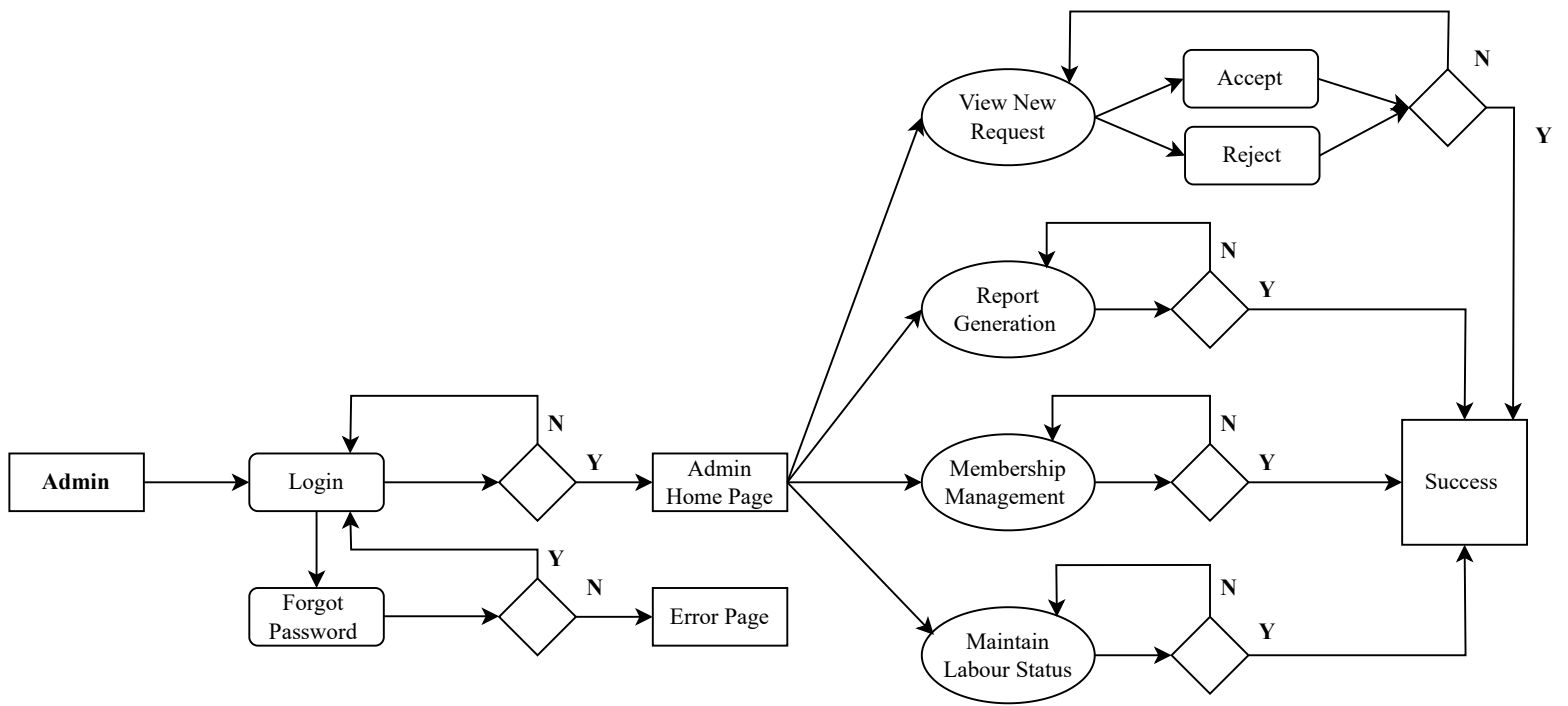 Admin
Login
N
Y
Admin
Home Page
Forgot
Password
Y
N
Error Page
View New
Request
Accept
Reject
N
Y
Report
Generation
N
Y
Membership
Management
N
Y
Maintain
Labour Status
N
Y
Success